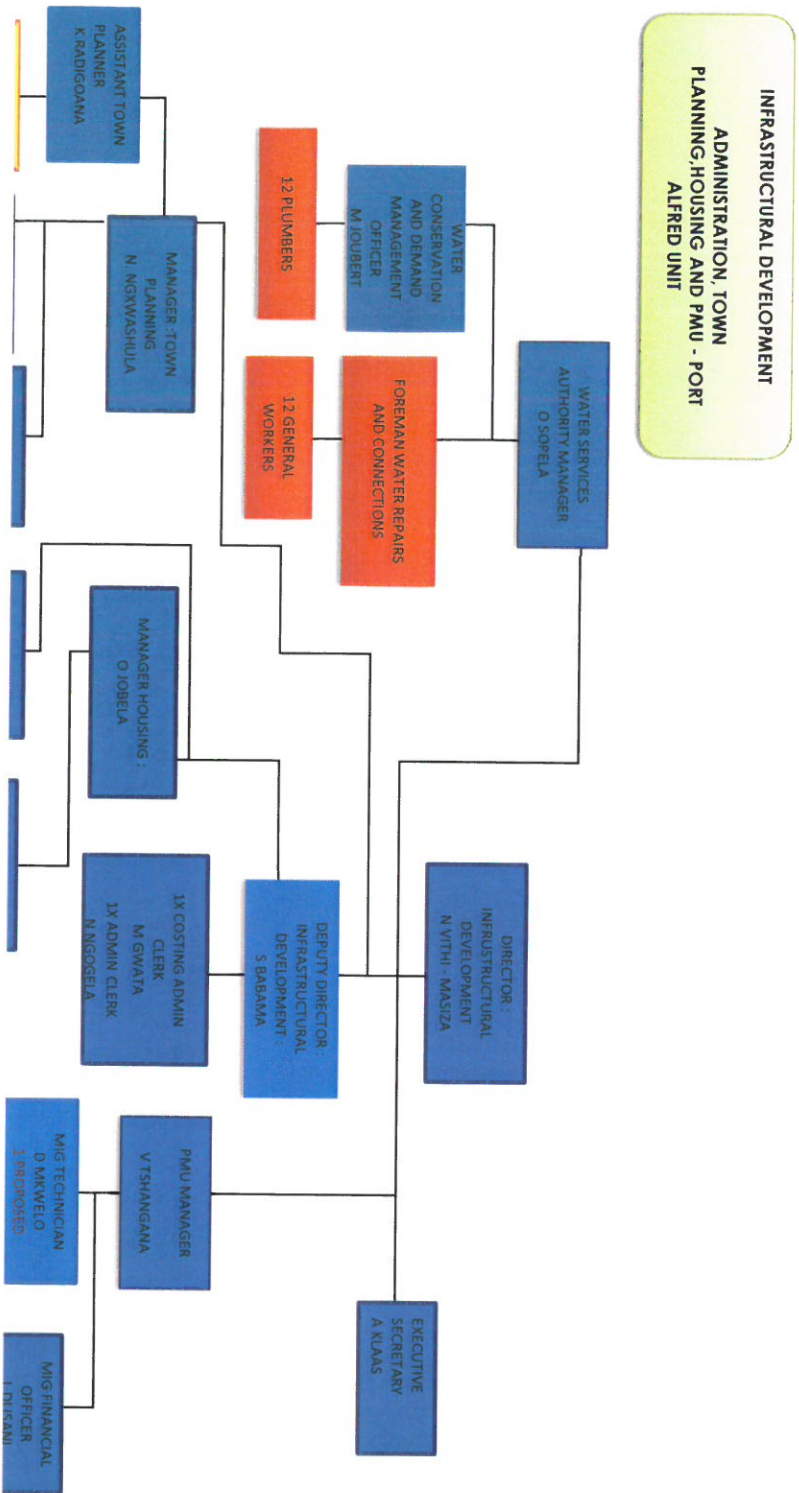 INFRASTRUCTURAL DEVELOPMENT
ADMINISTRATION, TOWN
PLANNING,HOUSING AND PMU - PORT
ALFRED UNIT
WATER SERVICES
AUTHORITY MANAGER
O SOPELA
DIRECTOR :
INFRUSTRUCTURAL
DEVELOPMENT
N VITHI - MASIZA
EXECUTIVE
SECRETARY
A KLAAS
WATER
CONSERVATION
AND DEMAND
MANAGEMENT
OFFICER
M JOUBERT
FOREMAN WATER REPAIRS
AND CONNECTIONS
12 PLUMBERS
12 GENERAL
WORKERS
DEPUTY DIRECTOR :
INFRASTRUCTURAL
DEVELOPMENT :
S BABAMA
MANAGER :TOWN
PLANNING
N. NGXWASHULA
MANAGER HOUSING :
O JOBELA
1X COSTING ADMIN
CLERK
M GWATA
1X ADMIN CLERK
N NGOGELA
PMU MANAGER
V TSHANGANA
ASSISTANT TOWN
PLANNER
K RADIGOANA
MIG TECHNICIAN
D MKWELO
1 PROPOSED
MIG FINANCIAL
OFFICER
DUSANI